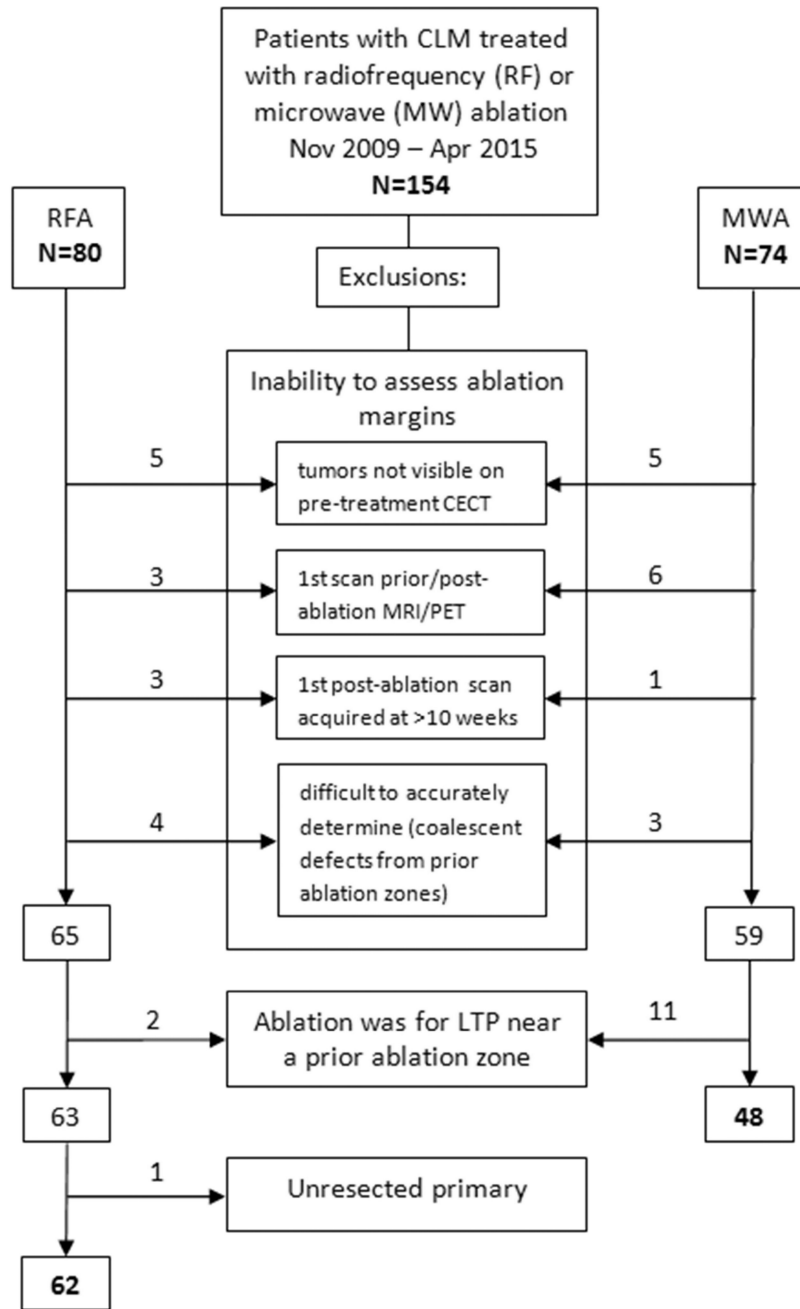 Patients with CLM treated
with radiofrequency (RF) or
microwave (MW) ablation
Nov 2009 – Apr 2015
N=154
RFA
N=80
MWA
N=74
Exclusions:
Inability to assess ablation
margins
5
tumors not visible on
pre-treatment CECT
5
3
1st scan prior/post-
ablation MRI/PET
6
3
1st post-ablation scan
acquired at >10 weeks
1
4
difficult to accurately
determine (coalescent
defects from prior
ablation zones)
3
65
59
2
Ablation was for LTP near
a prior ablation zone
11
63
48
1
Unresected primary
62